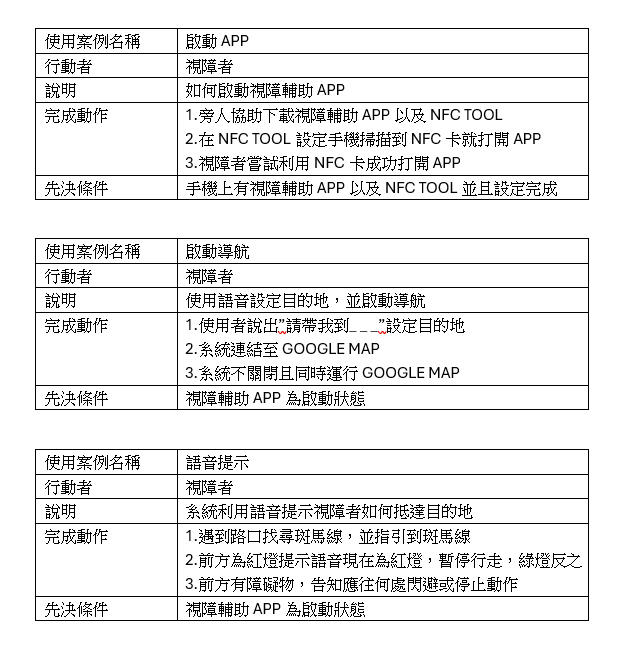 使用案例名稱 啟動 APP
行動者 視障者
說明 如何啟動視障輔助 APP
完成動作 1.旁人協助下載視障輔助 APP 以及 NFC TOOL
2.在 NFC TOOL 設定手機掃描到 NFC 卡就打開 APP
3.視障者嘗試利用 NFC 卡成功打開 APP
先決條件 手機上有視障輔助 APP 以及 NFC TOOL 並且設定完成
使用案例名稱 啟動導航
行動者 視障者
說明 使用語音設定目的地，並啟動導航
完成動作 1.使用者說出”請帶我到_ _ _”設定目的地
2.系統連結至 GOOGLE MAP
3.系統不關閉且同時運行 GOOGLE MAP
先決條件 視障輔助 APP 為啟動狀態
使用案例名稱 語音提示
行動者 視障者
說明 系統利用語音提示視障者如何抵達目的地
完成動作 1.遇到路口找尋斑馬線，並指引到斑馬線
2.前方為紅燈提示語音現在為紅燈，暫停行走，綠燈反之
3.前方有障礙物，告知應往何處閃避或停止動作
先決條件 視障輔助 APP 為啟動狀態